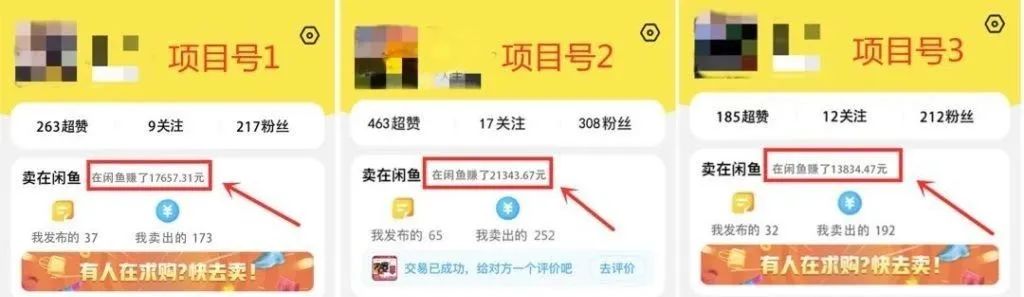 项目号1
263超赞 9关注 217粉丝
卖在闲鱼 在闲鱼赚了17657.31元
我发布的 37 我卖出的 173
有人在求购?快去卖!
项目号2
463超赞 17关注 308粉丝
卖在闲鱼 在闲鱼赚了21343.67元
我发布的 65 我卖出的 252
交易已成功，给对方一个评价吧 去评价
项目号3
185超赞 12关注 212粉丝
卖在闲鱼 在闲鱼赚了13834.47元
我发布的 32 我卖出的 192
有人在求购?快去卖!